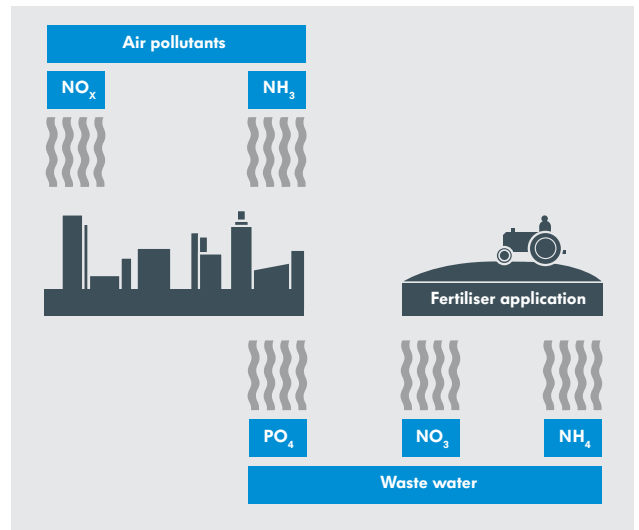 Air pollutants
NOX NH3
Fertiliser application
PO4 NO3 NH4
Waste water